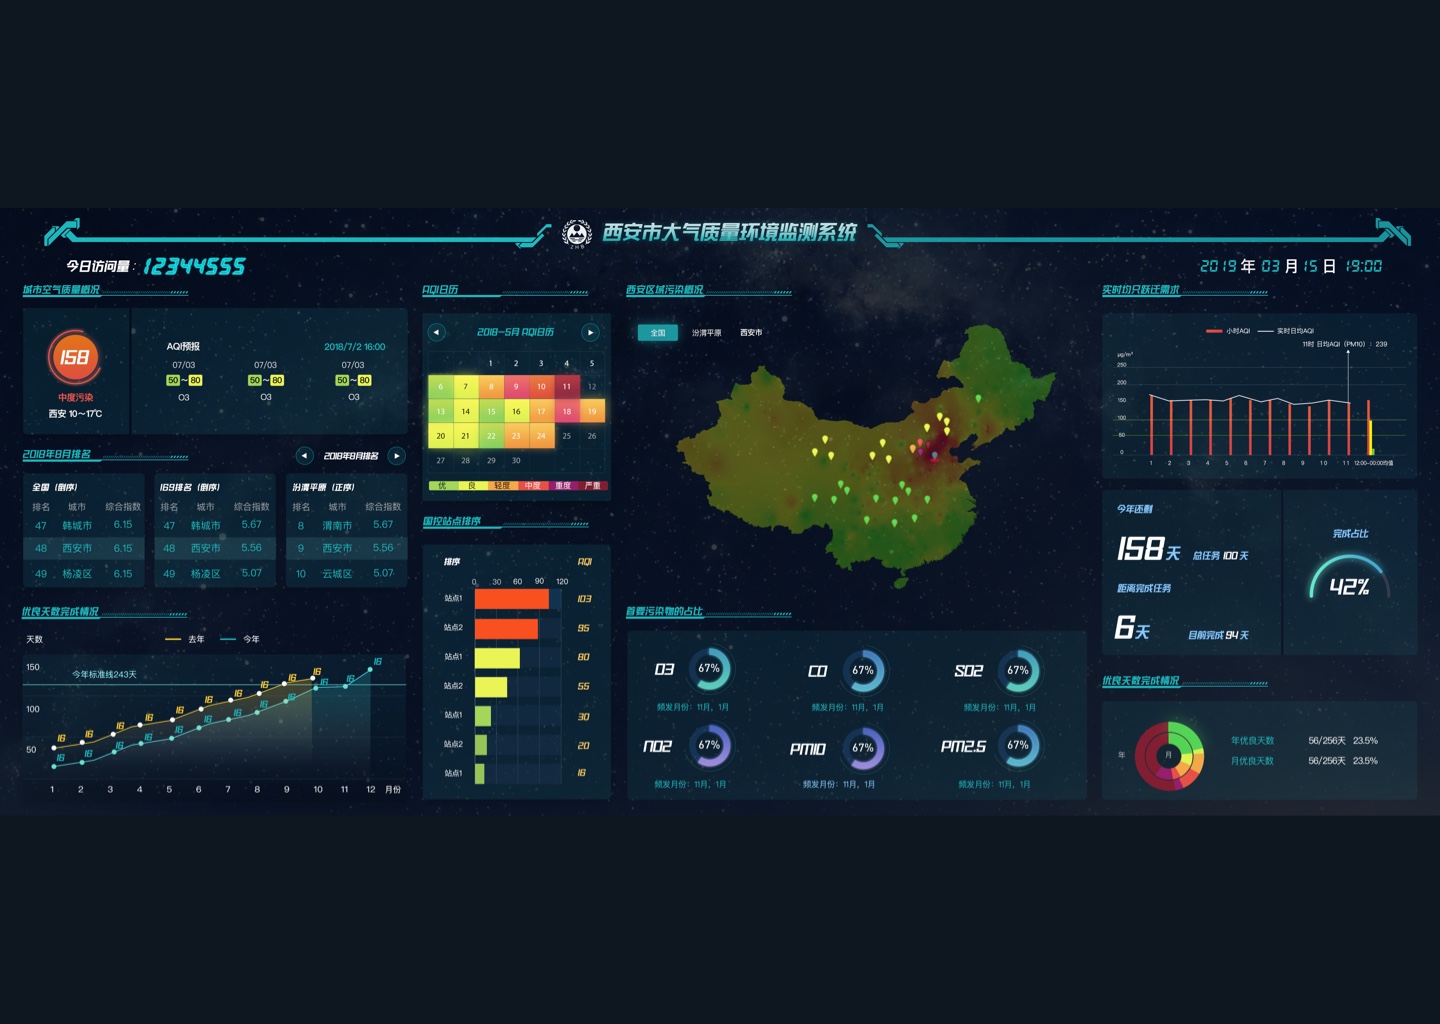 西安市大气质量环境监测系统
ZHB
今日访问量：12344555
2019 年 03 月 15 日 19:00
城市空气质量概况
158
中度污染
西安 10～17℃
AQI预报
2018/7/2 16:00
07/03 07/03 07/03
50～80 50～80 50～80
O3 O3 O3
2018年8月排名
◀ 2018年8月排名 ▶
全国（倒序）
排名 城市 综合指数
47 韩城市 6.15
48 西安市 6.15
49 杨凌区 6.15
169排名（倒序）
排名 城市 综合指数
47 韩城市 5.67
48 西安市 5.56
49 杨凌区 5.07
汾渭平原（正序）
排名 城市 综合指数
8 渭南市 5.67
9 西安市 5.56
10 云城区 5.07
优良天数完成情况
天数
去年 今年
150
今年标准线243天
100
50
16 16 16 16 16 16 16 16 16 16
16 16 16 16 16 16 16 16 16 16 16 16
1 2 3 4 5 6 7 8 9 10 11 12 月份
AQI日历
◀ 2018-5月 AQI日历 ▶
1 2 3 4 5
6 7 8 9 10 11 12
13 14 15 16 17 18 19
20 21 22 23 24 25 26
27 28 29 30
优 良 轻度 中度 重度 严重
国控站点排序
排序 AQI
0 30 60 90 120
站点1 103
站点2 95
站点1 80
站点2 55
站点1 30
站点2 20
站点1 16
西安区域污染概况
全国 汾渭平原 西安市
首要污染物的占比
O3 67%
频发月份：11月，1月
CO 67%
频发月份：11月，1月
SO2 67%
频发月份：11月，1月
NO2 67%
频发月份：11月，1月
PM10 67%
频发月份：11月，1月
PM2.5 67%
频发月份：11月，1月
实时均只跃迁需求
小时AQI 实时日均AQI
11时 日均AQI（PM10）：239
μg/m³
250
200
150
100
50
0
1 2 3 4 5 6 7 8 9 10 11 12:00-00:00均值
今年还剩
158天 总任务 100 天
距离完成任务
6天 目前完成 94 天
完成占比
42%
优良天数完成情况
年 月
年优良天数 56/256天 23.5%
月优良天数 56/256天 23.5%